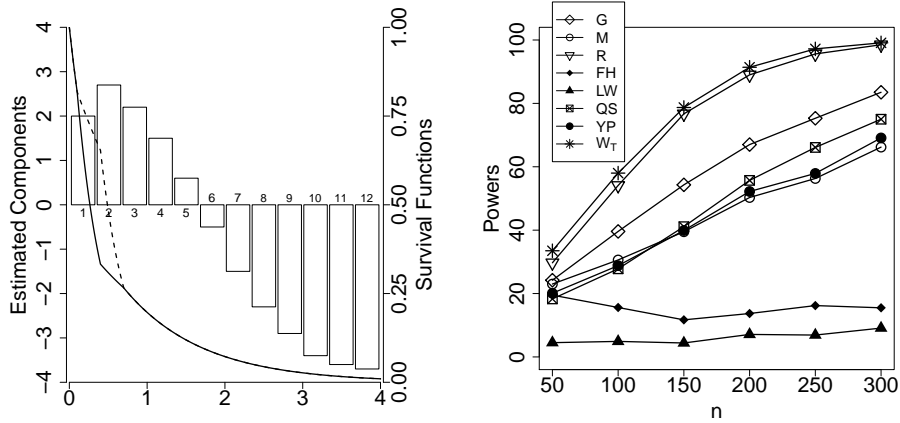 Estimated Components
4
3
2
1
0
−1
−2
−3
−4
1 2 3 4 5 6 7 8 9 10 11 12
1.00
0.75
0.50
0.25
0.00
Survival Functions
0 1 2 3 4
G
M
R
FH
LW
QS
YP
W_T
Powers
100
80
60
40
20
0
50 100 150 200 250 300
n